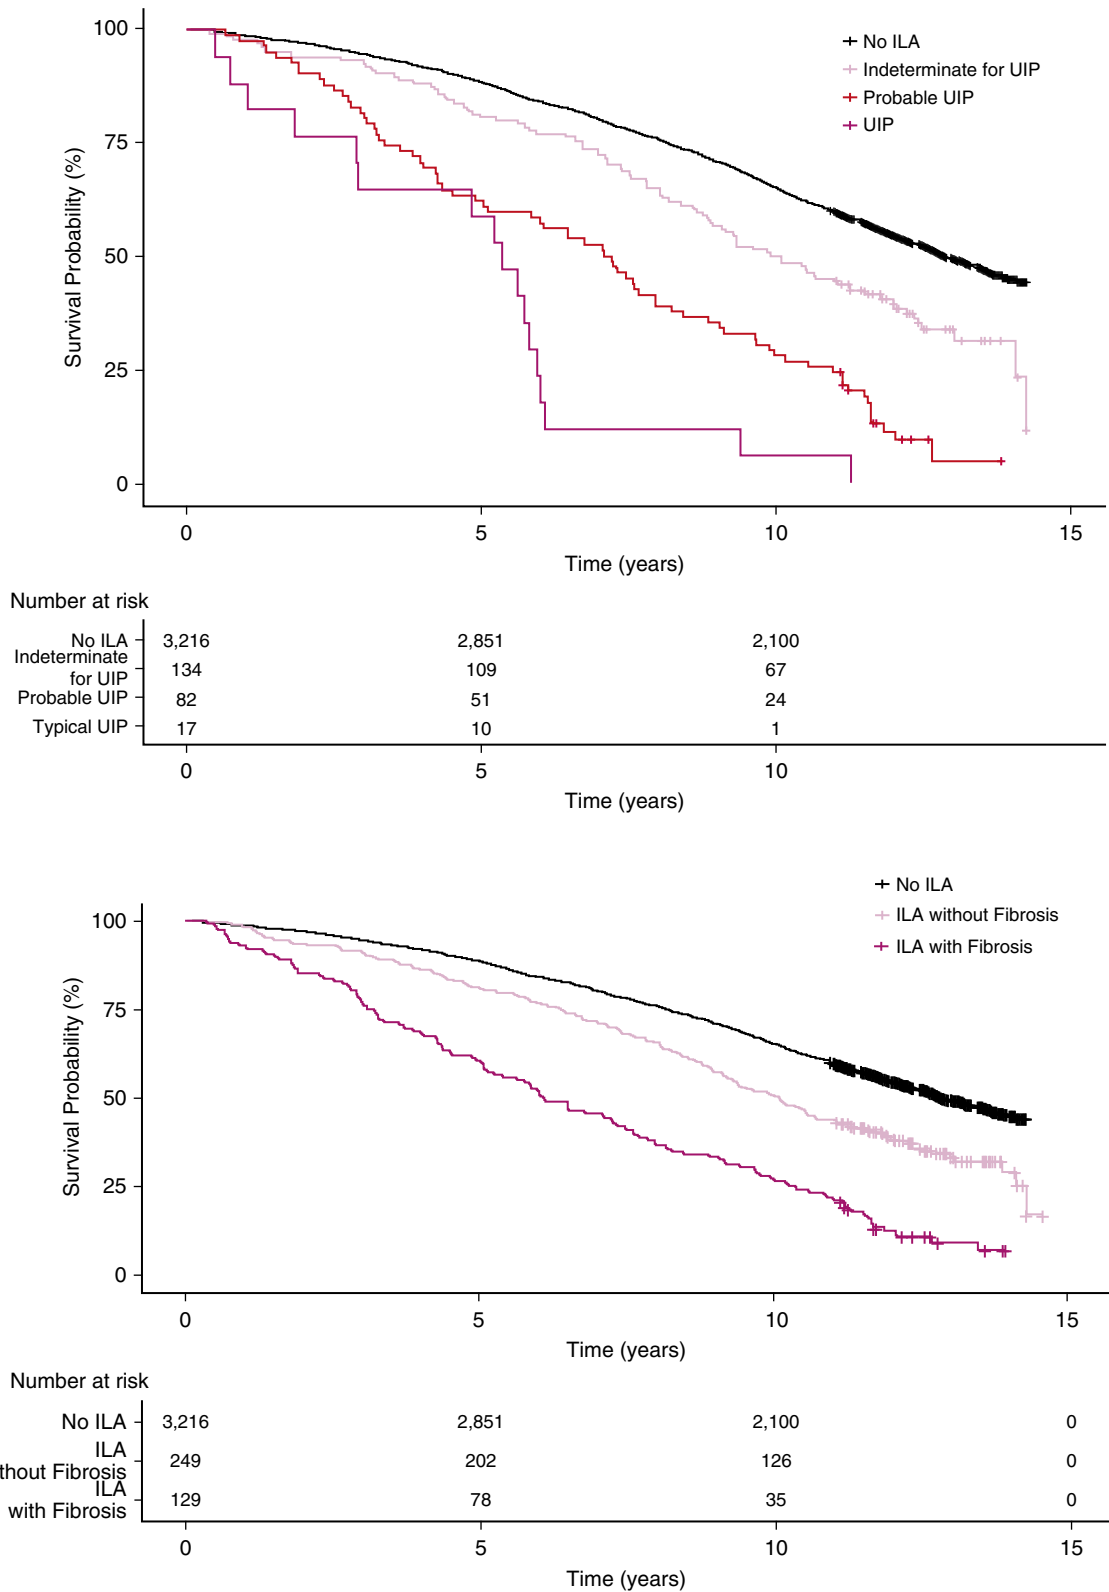 100
75
50
25
0
Survival Probability (%)
No ILA
Indeterminate for UIP
Probable UIP
UIP
0 5 10 15
Time (years)
Number at risk
No ILA 3,216 2,851 2,100
Indeterminate
for UIP 134 109 67
Probable UIP 82 51 24
Typical UIP 17 10 1
0 5 10
Time (years)
100
75
50
25
0
Survival Probability (%)
No ILA
ILA without Fibrosis
ILA with Fibrosis
0 5 10 15
Time (years)
Number at risk
No ILA 3,216 2,851 2,100 0
ILA
thout Fibrosis 249 202 126 0
ILA
with Fibrosis 129 78 35 0
0 5 10 15
Time (years)